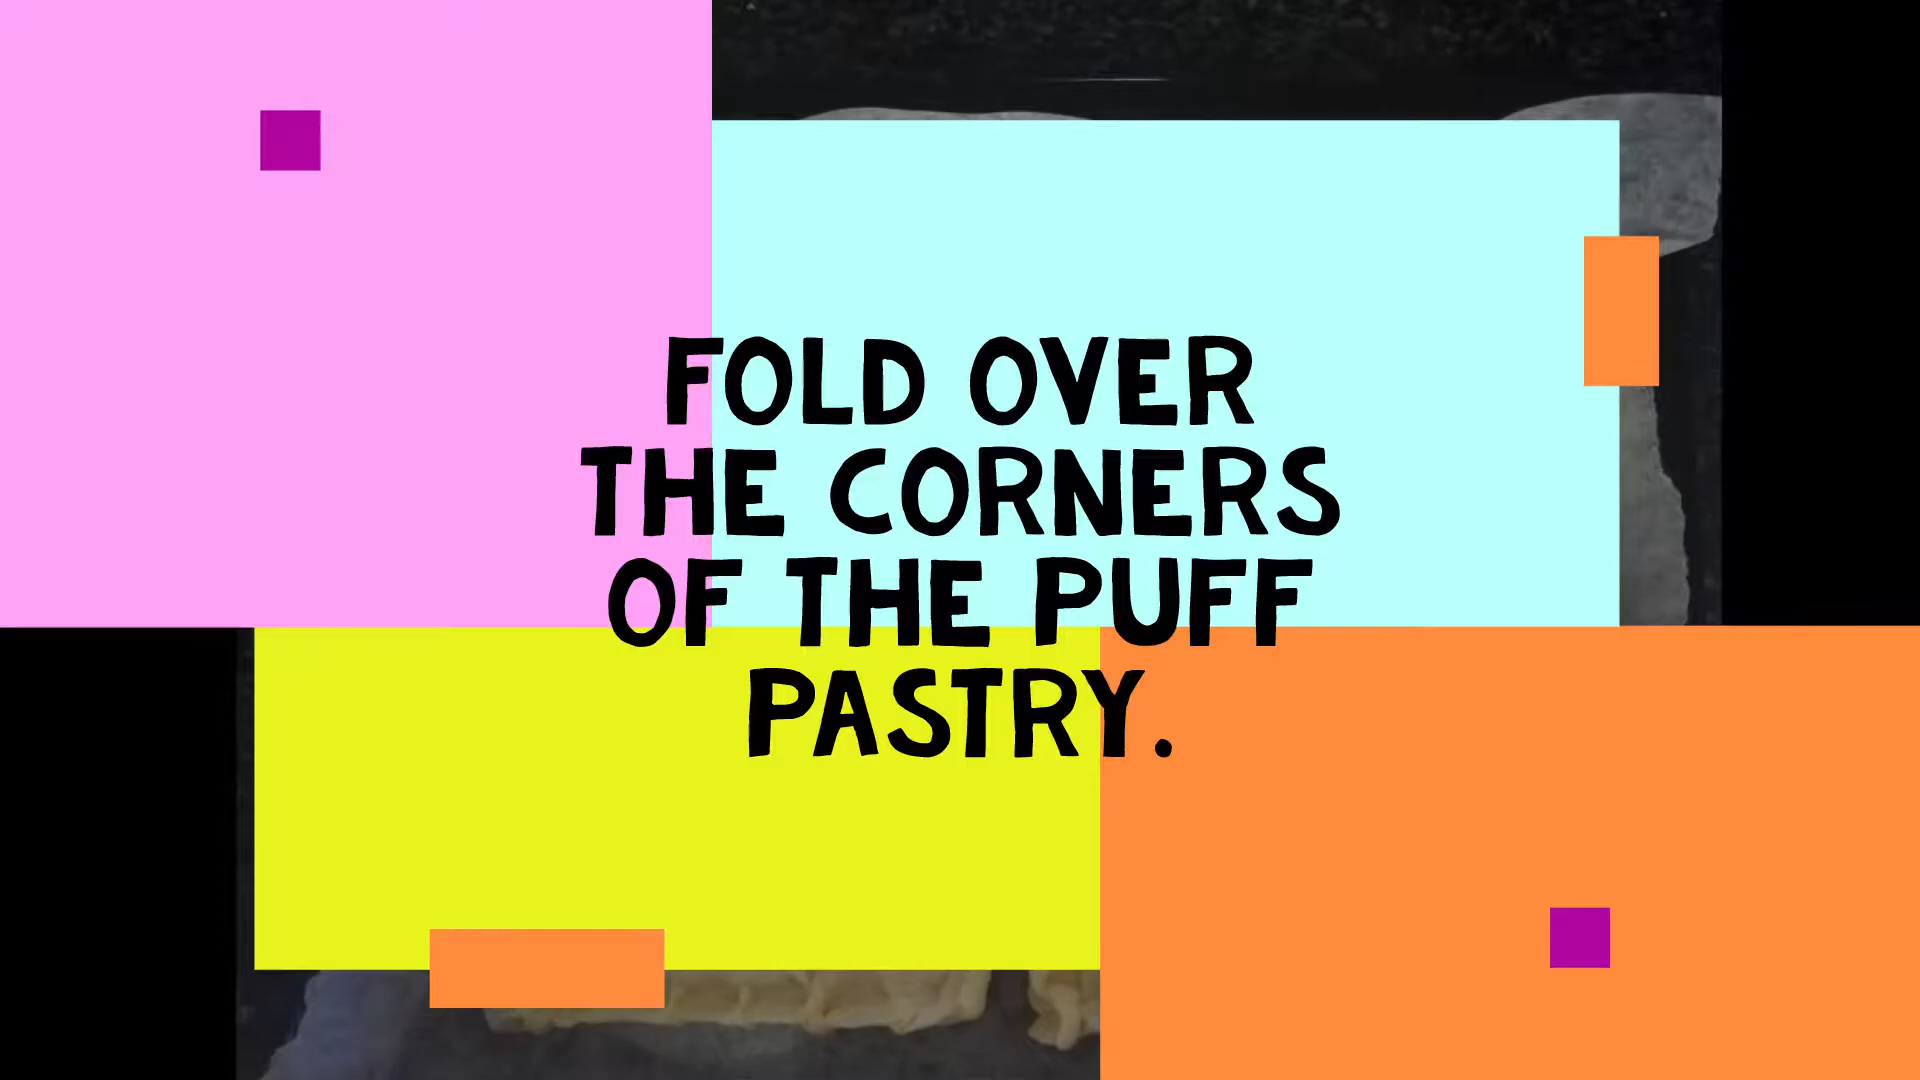 FOLD OVER
THE CORNERS
OF THE PUFF
PASTRY.